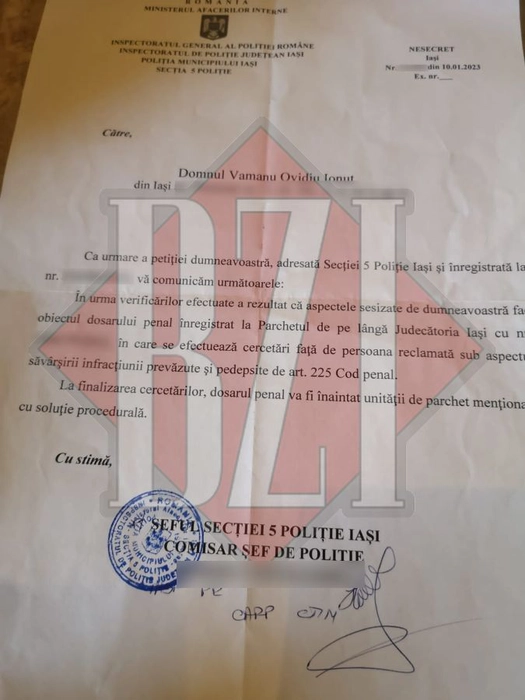 ROMÂNIA
MINISTERUL AFACERILOR INTERNE
INSPECTORATUL GENERAL AL POLIȚIEI ROMÂNE
INSPECTORATUL DE POLIȚIE JUDEȚEAN IAȘI
POLIȚIA MUNICIPIULUI IAȘI
SECȚIA 5 POLIȚIE
NESECRET
Iași
Nr. din 10.01.2023
Ex. nr.___
Către,
Domnul Vamanu Ovidiu Ionuț
din Iași
Ca urmare a petiției dumneavoastră, adresată Secției 5 Poliție Iași și înregistrată la
nr. vă comunicăm următoarele:
În urma verificărilor efectuate a rezultat că aspectele sesizate de dumneavoastră fa
obiectul dosarului penal înregistrat la Parchetul de pe lângă Judecătoria Iași cu n
în care se efectuează cercetări față de persoana reclamată sub aspectu
săvârșirii infracțiunii prevăzute și pedepsite de art. 225 Cod penal.
La finalizarea cercetărilor, dosarul penal va fi înaintat unității de parchet mențion
cu soluție procedurală.
Cu stimă,
BZI
ȘEFUL SECȚIEI 5 POLIȚIE IAȘI
COMISAR ȘEF DE POLIȚIE